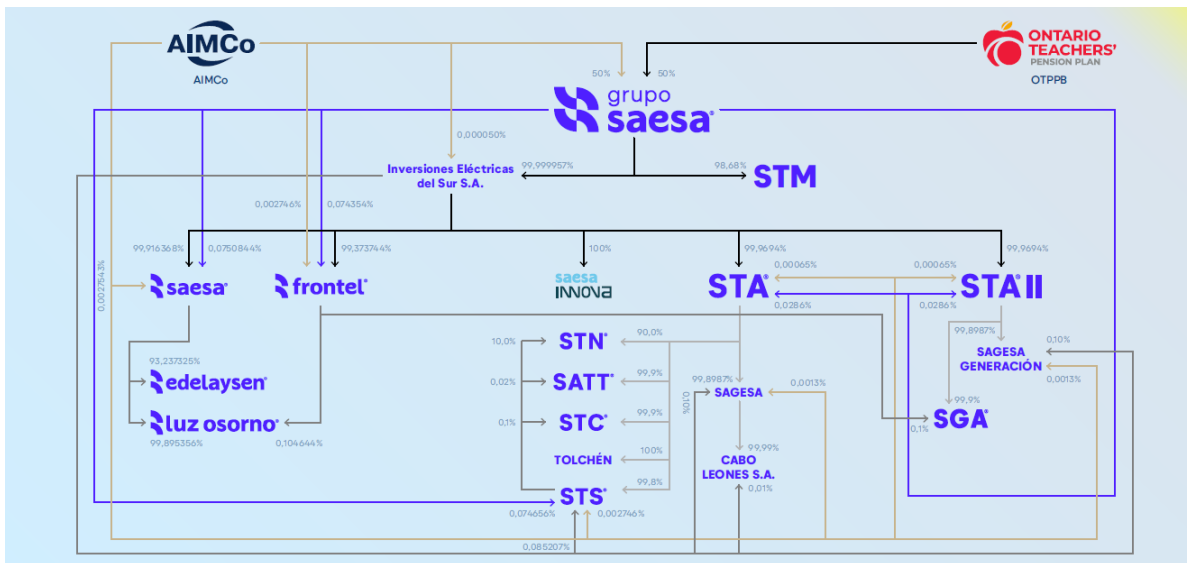 AIMCo
AIMCo
ONTARIO
TEACHERS'
PENSION PLAN
OTPPB
50%
50%
grupo
saesa
0,000050%
Inversiones Eléctricas
del Sur S.A.
99,999957%
98,68%
STM
0,002746%
0,074354%
99,916368%
0,0750844%
99,373744%
100%
99,9694%
99,9694%
0,0027543%
0,00065%
0,00065%
saesa
frontel
saesa
INNOVA
STA
STA II
0,0286%
0,0286%
10,0%
STN
90,0%
99,8987%
0,10%
93,237325%
SAGESA
GENERACIÓN
0,0013%
edelaysen
0,02%
SATT
99,9%
99,8987%
SAGESA
0,0013%
0,10%
99,9%
luz osorno
0,1%
STC
99,9%
SGA
0,1%
99,895356%
0,104644%
TOLCHÉN
100%
99,99%
CABO
LEONES S.A.
0,01%
STS
99,8%
0,074656%
0,002746%
0,085207%